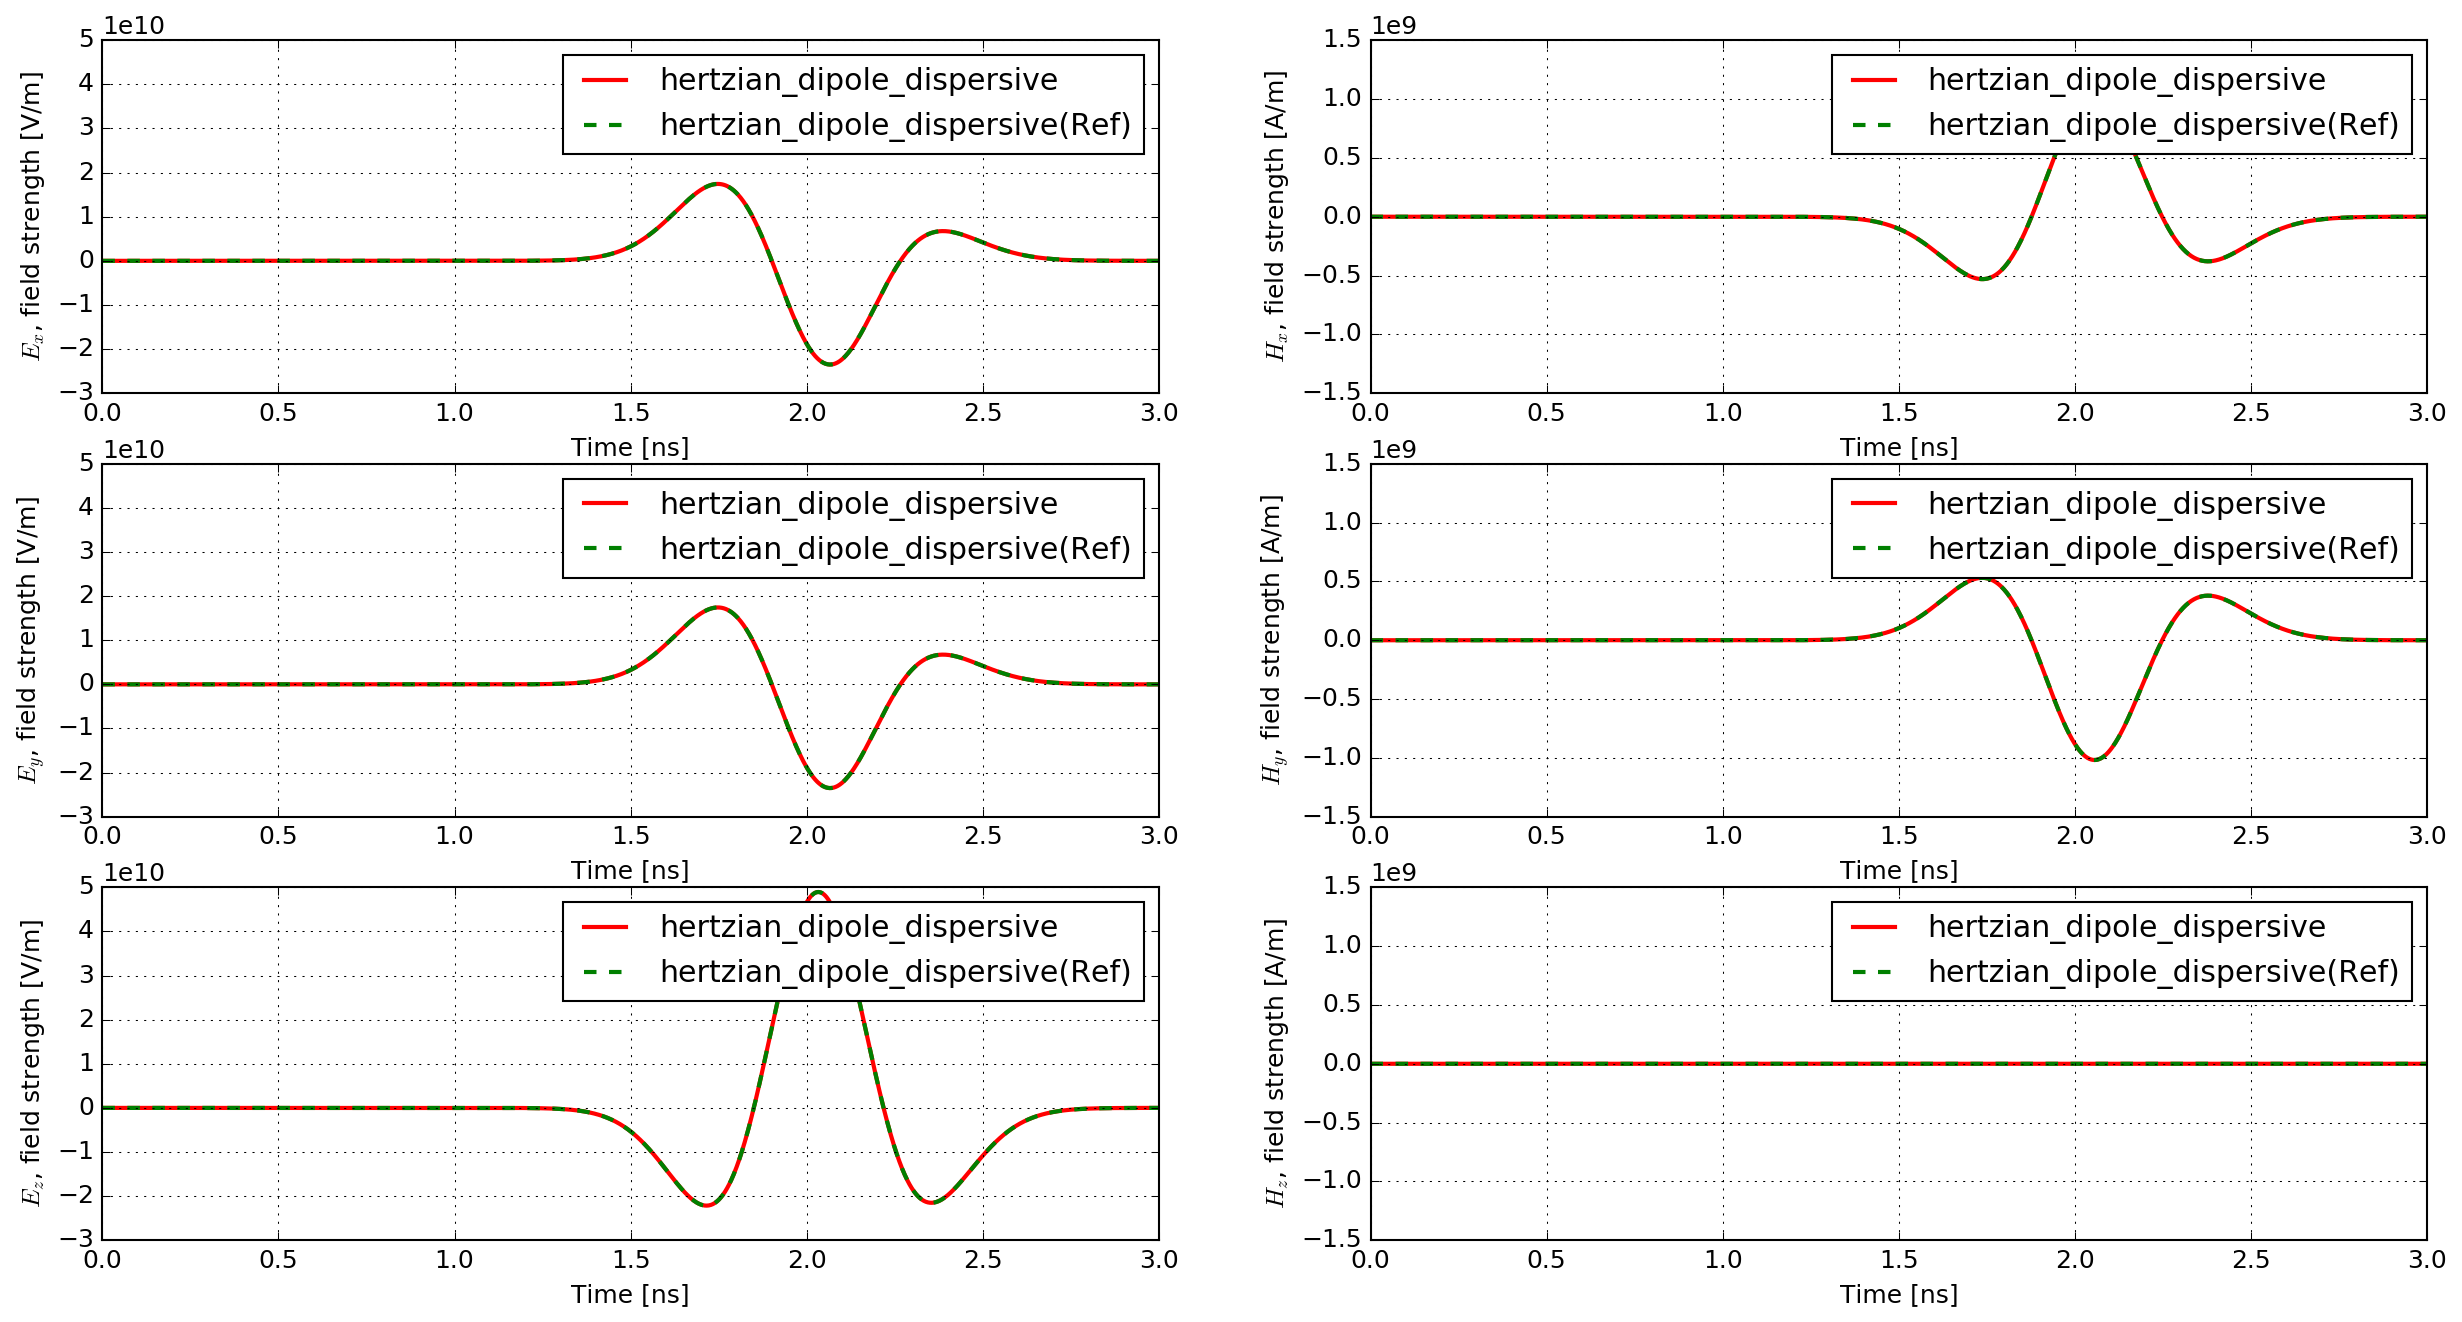 1e10
5
4
3
2
1
0
−1
−2
−3
0.0 0.5 1.0 1.5 2.0 2.5 3.0
Time [ns]
Ex, field strength [V/m]
hertzian_dipole_dispersive
hertzian_dipole_dispersive(Ref)
1e9
1.5
1.0
0.5
0.0
−0.5
−1.0
−1.5
0.0 0.5 1.0 1.5 2.0 2.5 3.0
Time [ns]
Hx, field strength [A/m]
hertzian_dipole_dispersive
hertzian_dipole_dispersive(Ref)
1e10
5
4
3
2
1
0
−1
−2
−3
0.0 0.5 1.0 1.5 2.0 2.5 3.0
Time [ns]
Ey, field strength [V/m]
hertzian_dipole_dispersive
hertzian_dipole_dispersive(Ref)
1e9
1.5
1.0
0.5
0.0
−0.5
−1.0
−1.5
0.0 0.5 1.0 1.5 2.0 2.5 3.0
Time [ns]
Hy, field strength [A/m]
hertzian_dipole_dispersive
hertzian_dipole_dispersive(Ref)
1e10
5
4
3
2
1
0
−1
−2
−3
0.0 0.5 1.0 1.5 2.0 2.5 3.0
Time [ns]
Ez, field strength [V/m]
hertzian_dipole_dispersive
hertzian_dipole_dispersive(Ref)
1e9
1.5
1.0
0.5
0.0
−0.5
−1.0
−1.5
0.0 0.5 1.0 1.5 2.0 2.5 3.0
Time [ns]
Hz, field strength [A/m]
hertzian_dipole_dispersive
hertzian_dipole_dispersive(Ref)